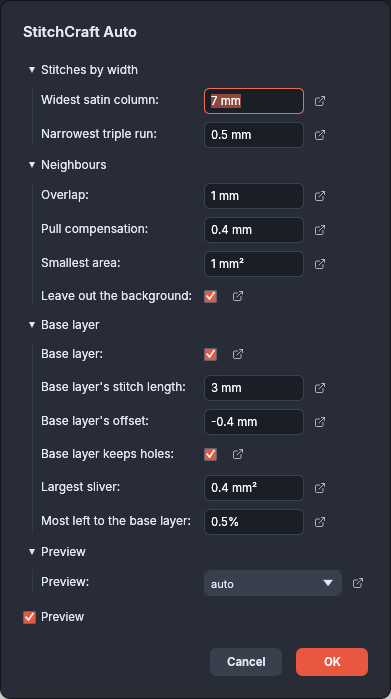 StitchCraft Auto
Stitches by width
Widest satin column: 7 mm
Narrowest triple run: 0.5 mm
Neighbours
Overlap: 1 mm
Pull compensation: 0.4 mm
Smallest area: 1 mm²
Leave out the background:
Base layer
Base layer:
Base layer's stitch length: 3 mm
Base layer's offset: -0.4 mm
Base layer keeps holes:
Largest sliver: 0.4 mm²
Most left to the base layer: 0.5%
Preview
Preview: auto
Preview
Cancel OK